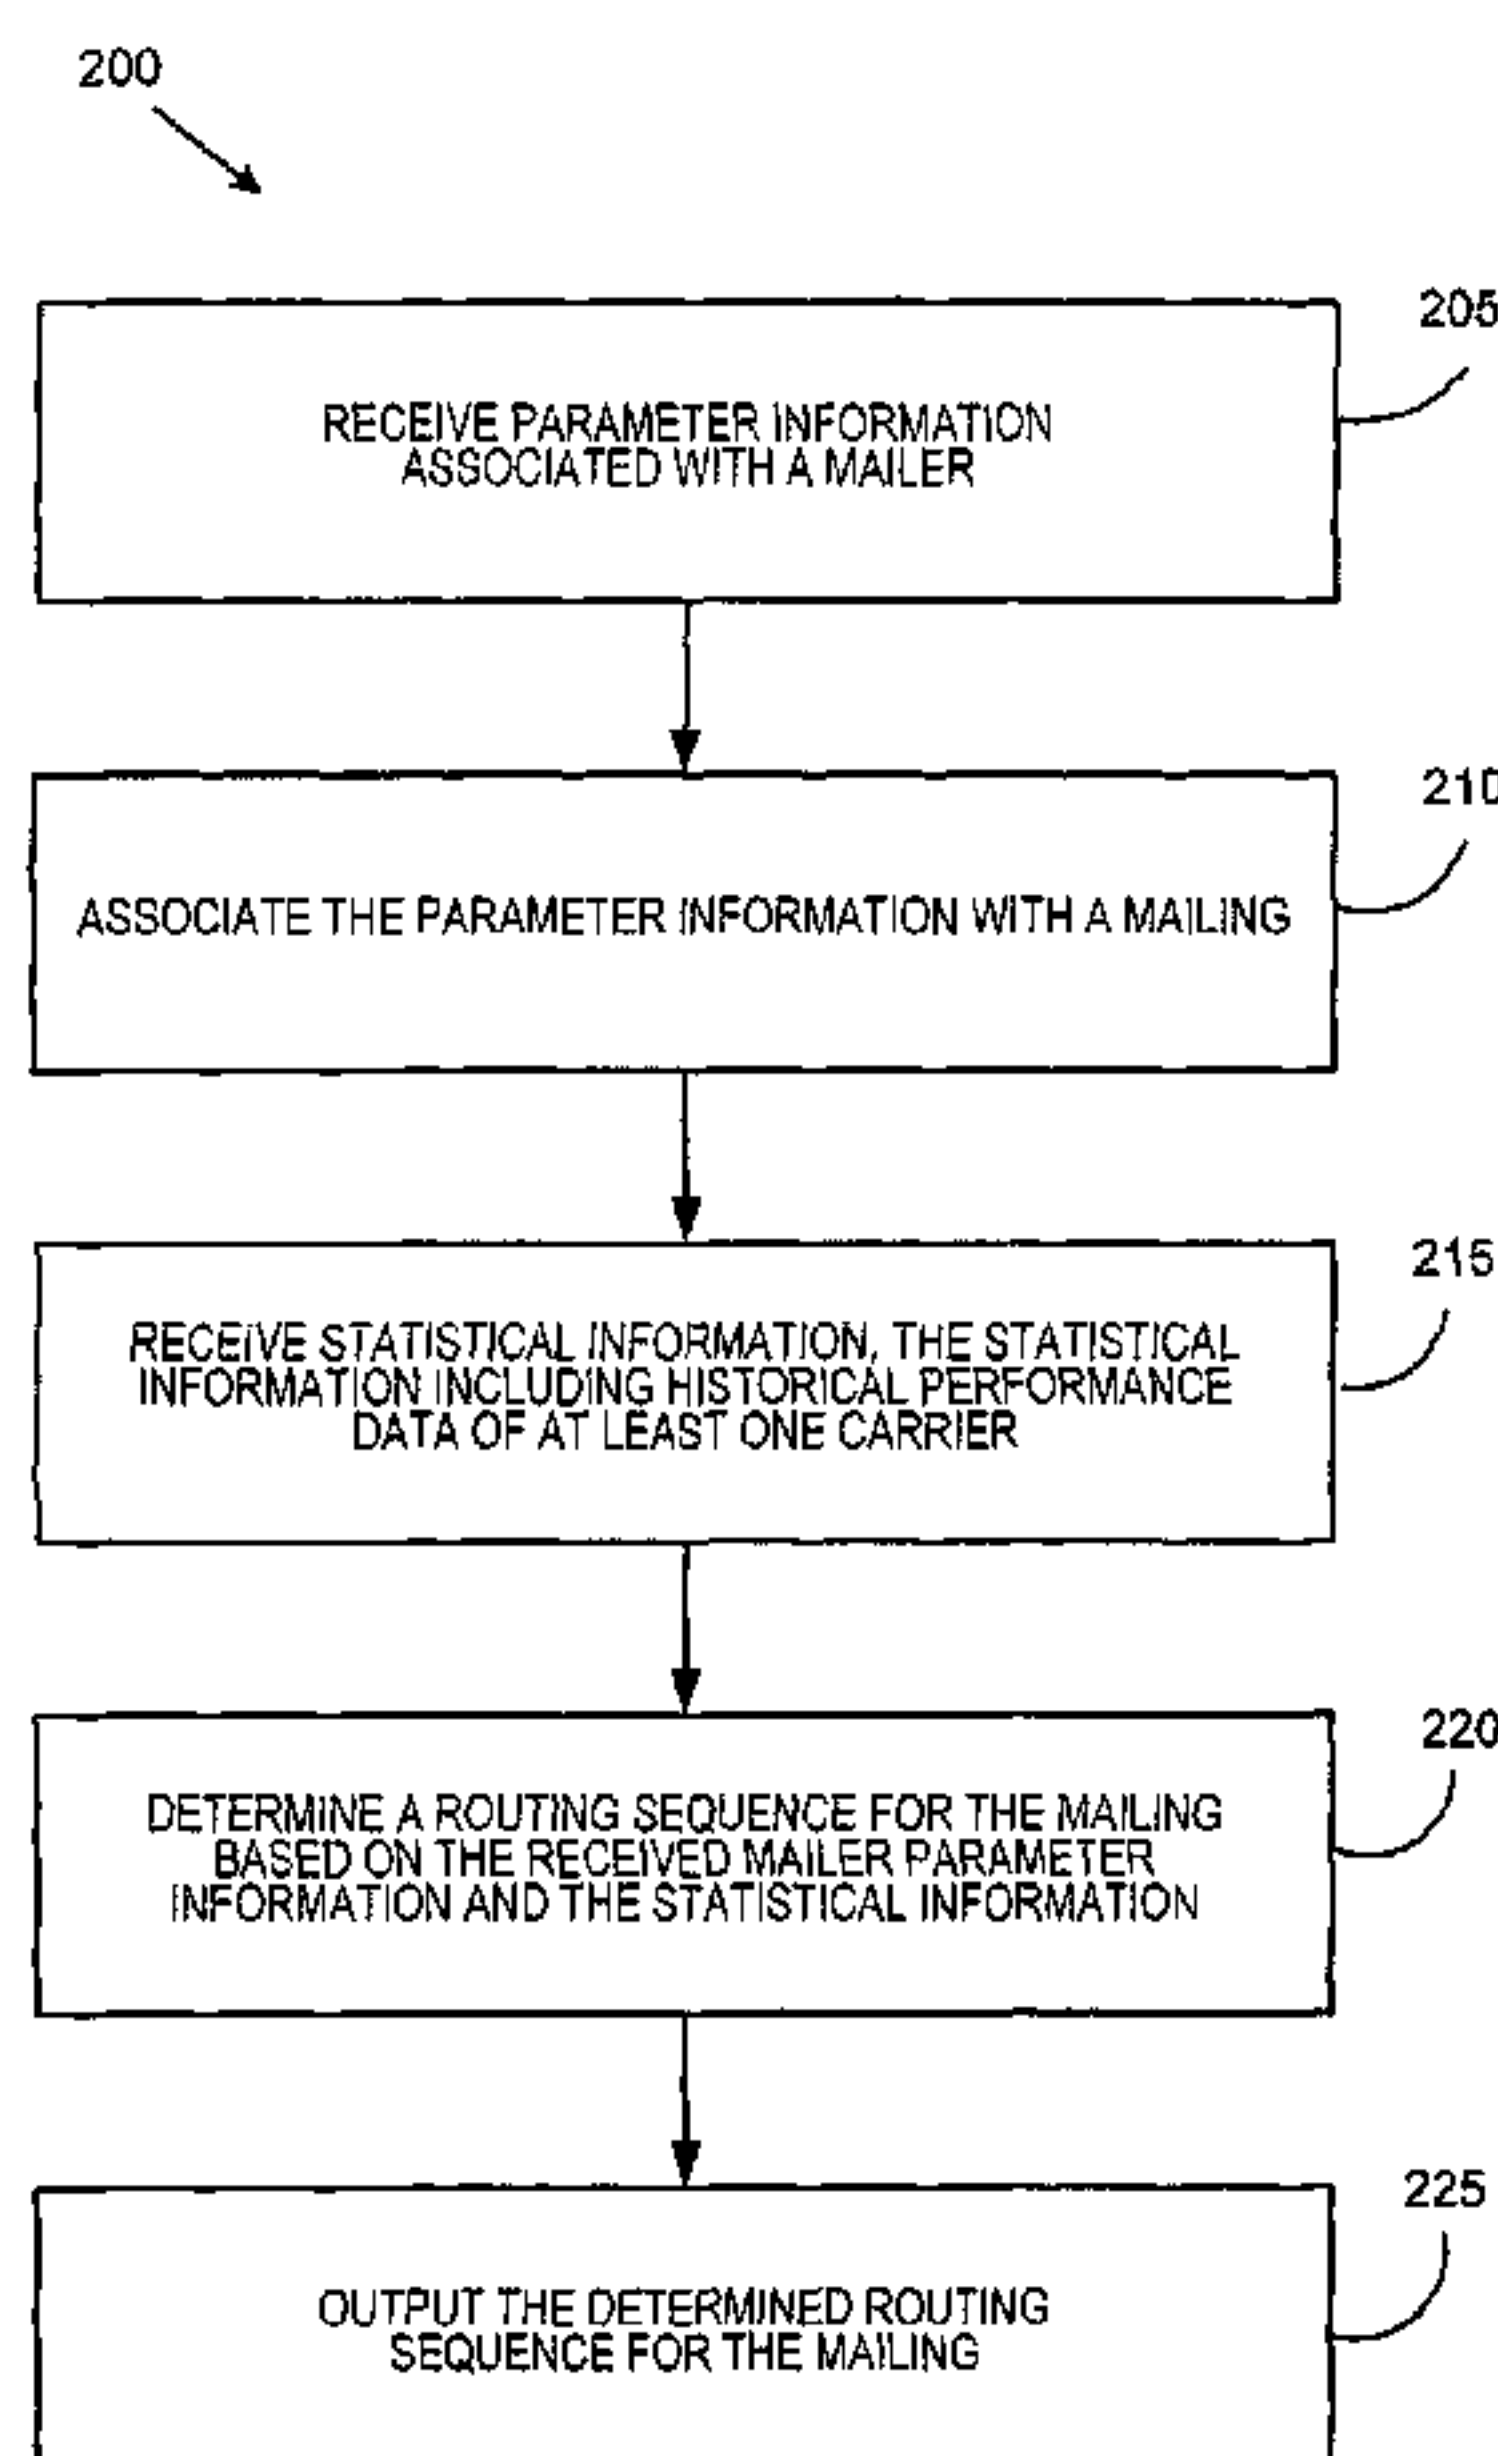 200
205
RECEIVE PARAMETER INFORMATION
ASSOCIATED WITH A MAILER
210
ASSOCIATE THE PARAMETER INFORMATION WITH A MAILING
215
RECEIVE STATISTICAL INFORMATION, THE STATISTICAL
INFORMATION INCLUDING HISTORICAL PERFORMANCE
DATA OF AT LEAST ONE CARRIER
220
DETERMINE A ROUTING SEQUENCE FOR THE MAILING
BASED ON THE RECEIVED MAILER PARAMETER
INFORMATION AND THE STATISTICAL INFORMATION
225
OUTPUT THE DETERMINED ROUTING
SEQUENCE FOR THE MAILING